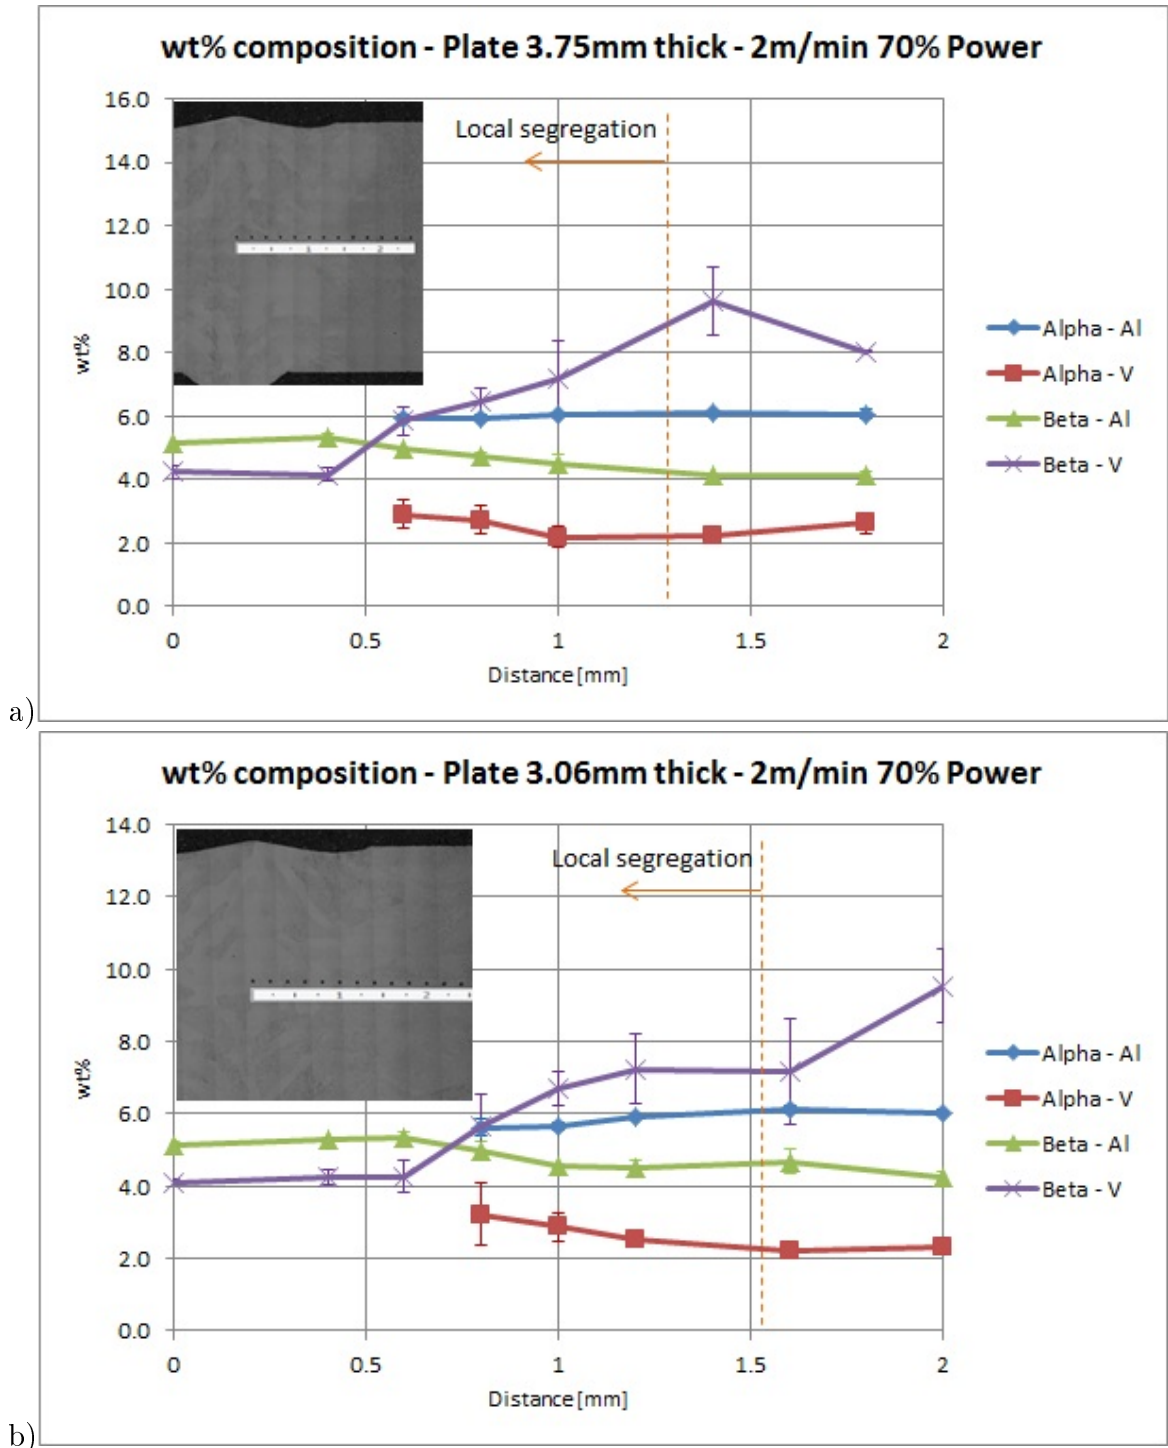 wt% composition - Plate 3.75mm thick - 2m/min 70% Power
16.0
Local segregation
14.0
12.0
10.0
8.0
6.0
4.0
2.0
0.0
wt%
1
2
0
0.5
1
1.5
2
Distance[mm]
Alpha - Al
Alpha - V
Beta - Al
Beta - V
a)
wt% composition - Plate 3.06mm thick - 2m/min 70% Power
14.0
Local segregation
12.0
10.0
8.0
6.0
4.0
2.0
0.0
wt%
1
2
0
0.5
1
1.5
2
Distance[mm]
Alpha - Al
Alpha - V
Beta - Al
Beta - V
b)